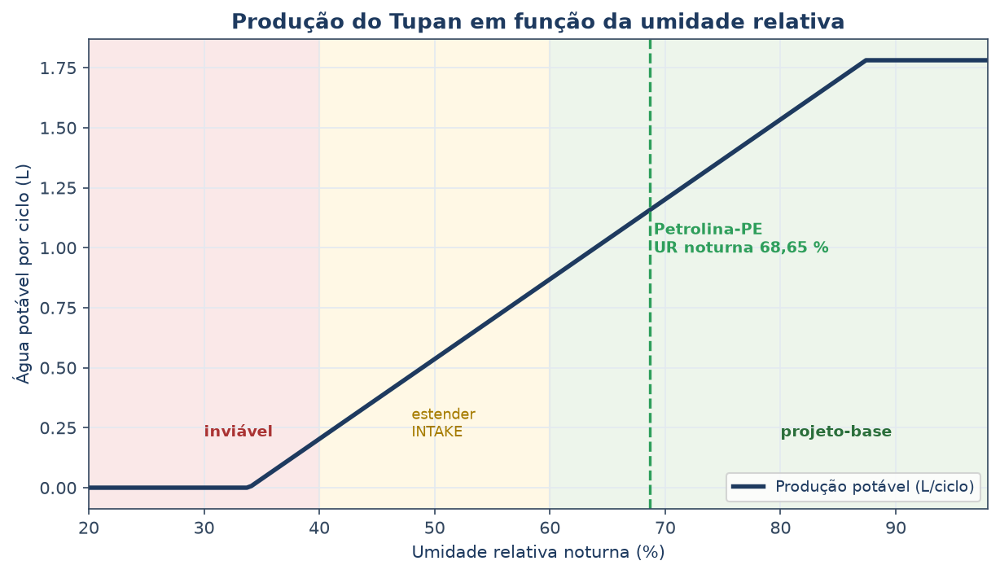 Produção do Tupan em função da umidade relativa
Água potável por ciclo (L)
1.75
1.50
1.25
1.00
0.75
0.50
0.25
0.00
Petrolina-PE
UR noturna 68,65 %
estender
INTAKE
inviável
projeto-base
Produção potável (L/ciclo)
20 30 40 50 60 70 80 90
Umidade relativa noturna (%)